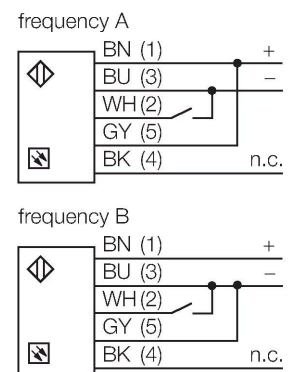 frequency A
BN (1) +
BU (3) −
WH(2)
GY (5)
BK (4) n.c.
frequency B
BN (1) +
BU (3) −
WH(2)
GY (5)
BK (4) n.c.